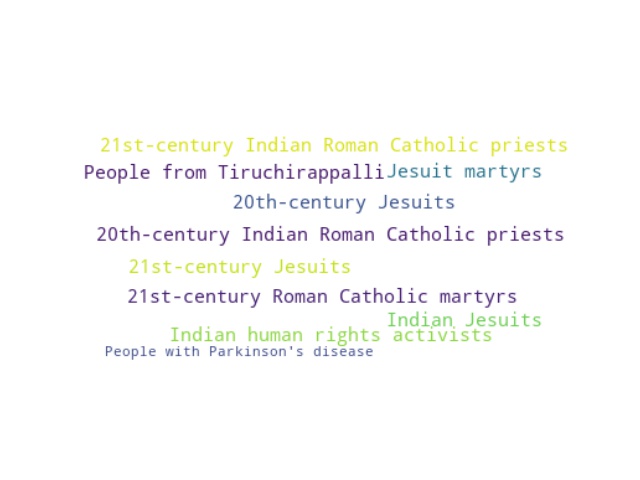 21st-century Indian Roman Catholic priests
People from Tiruchirappalli Jesuit martyrs
20th-century Jesuits
20th-century Indian Roman Catholic priests
21st-century Jesuits
21st-century Roman Catholic martyrs
Indian Jesuits
Indian human rights activists
People with Parkinson's disease